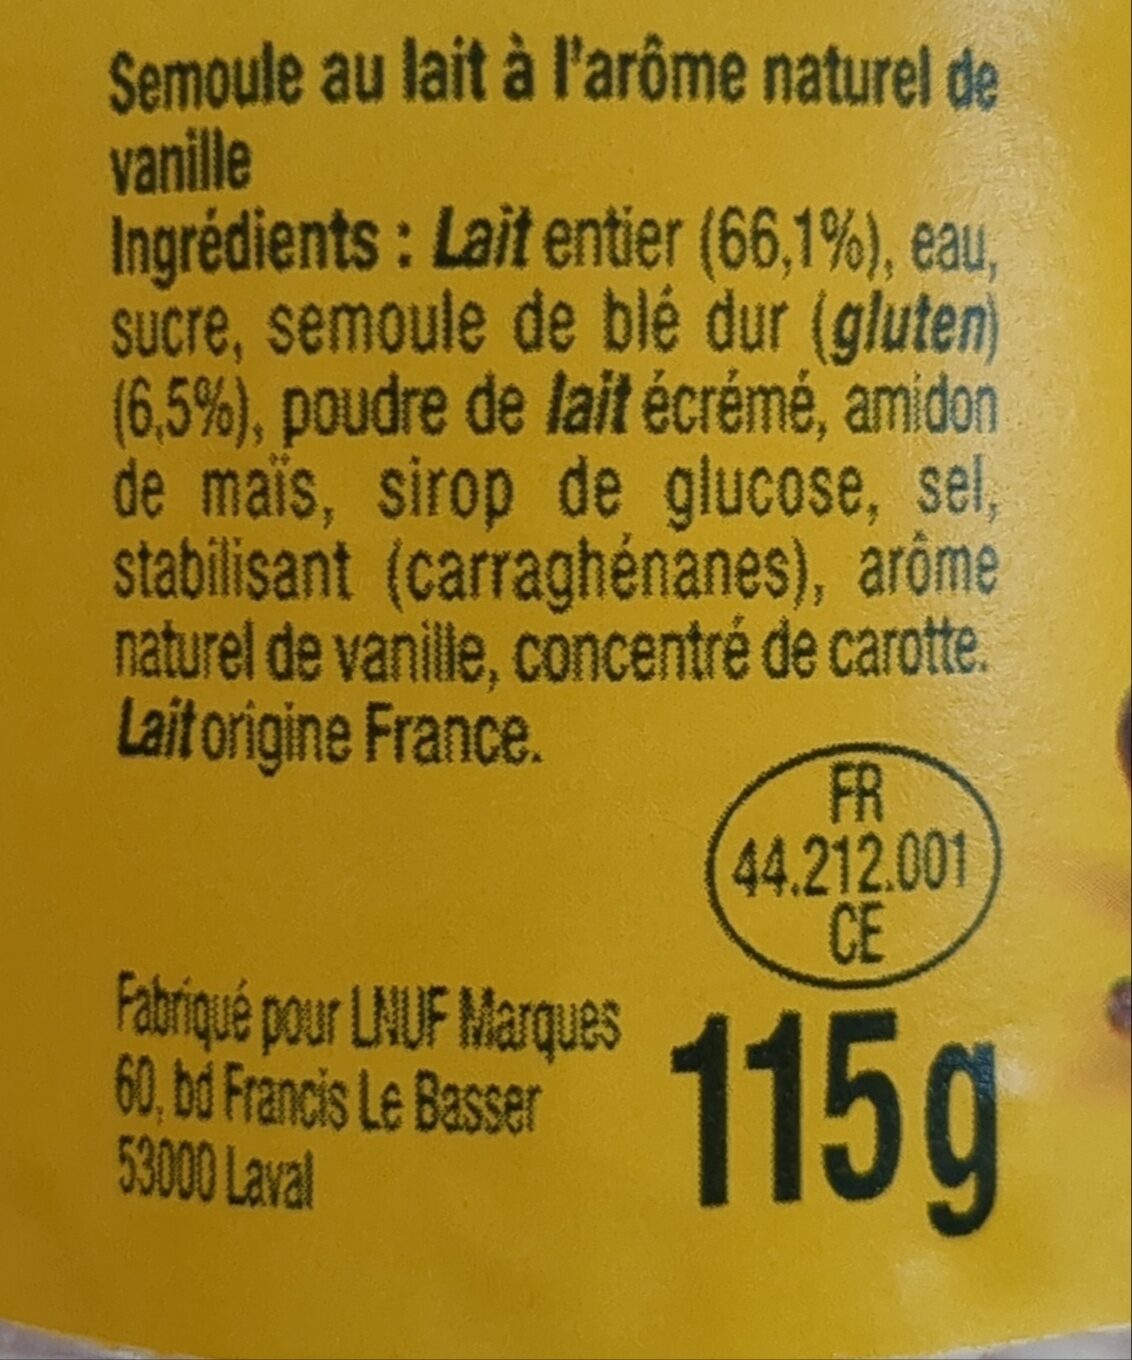 Semoule au lait à l'arôme naturel de
vanille
Ingrédients : Lait entier (66,1%), eau,
sucre, semoule de blé dur (gluten)
(6,5%), poudre de lait écrémé, amidon
de maïs, sirop de glucose, sel,
stabilisant (carraghénanes), arôme
naturel de vanille, concentré de carotte.
Lait origine France.
FR
44.212.001
CE
Fabriqué pour LNUF Marques
60, bd Francis Le Basser
53000 Laval
115g